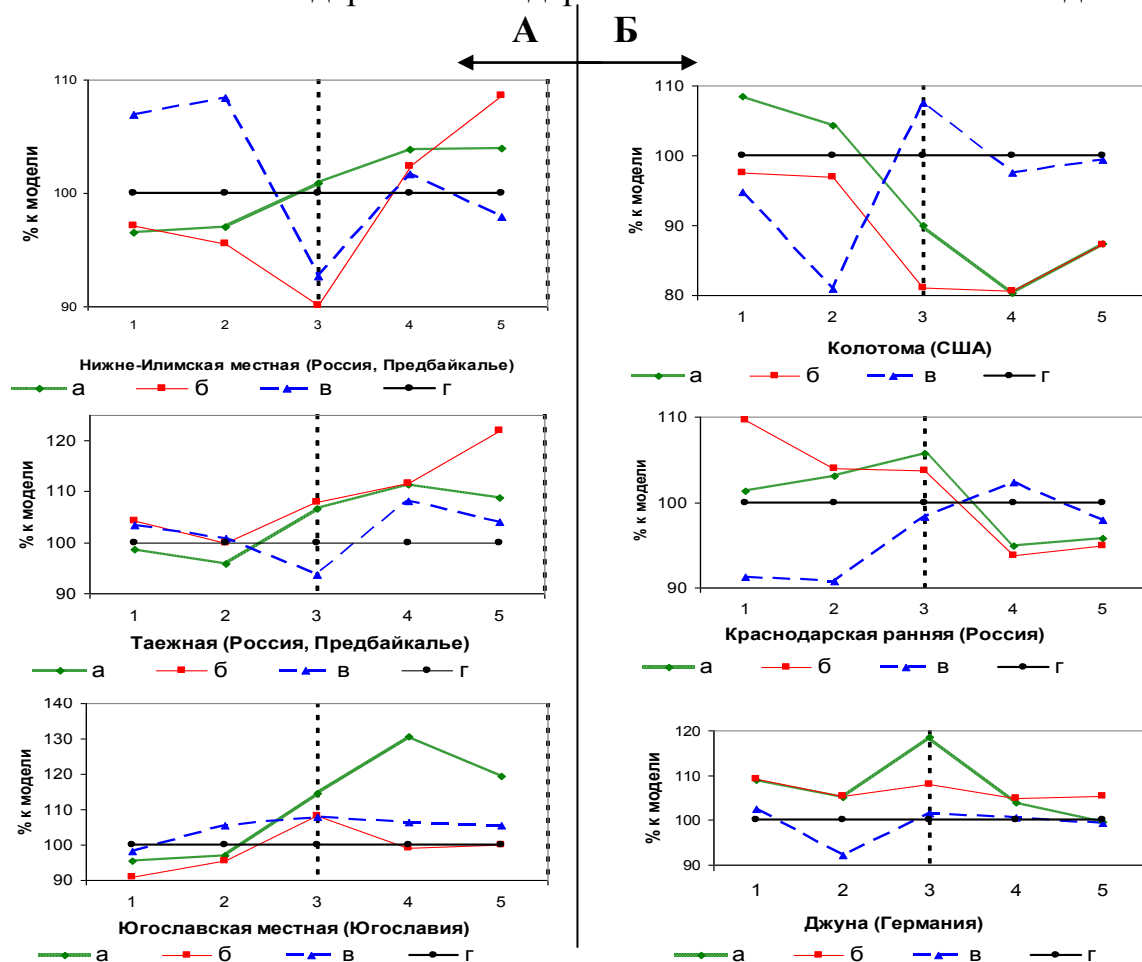 А Б
% к модели
110
100
90
1 2 3 4 5
Нижне-Илимская местная (Россия, Предбайкалье)
а б в г
% к модели
120
110
100
90
1 2 3 4 5
Таежная (Россия, Предбайкалье)
а б в г
% к модели
140
130
120
110
100
90
1 2 3 4 5
Югославская местная (Югославия)
а б в г
% к модели
110
100
90
80
1 2 3 4 5
Колотома (США)
а б в г
% к модели
110
100
90
1 2 3 4 5
Краснодарская ранняя (Россия)
а б в г
% к модели
120
110
100
90
1 2 3 4 5
Джуна (Германия)
а б в г